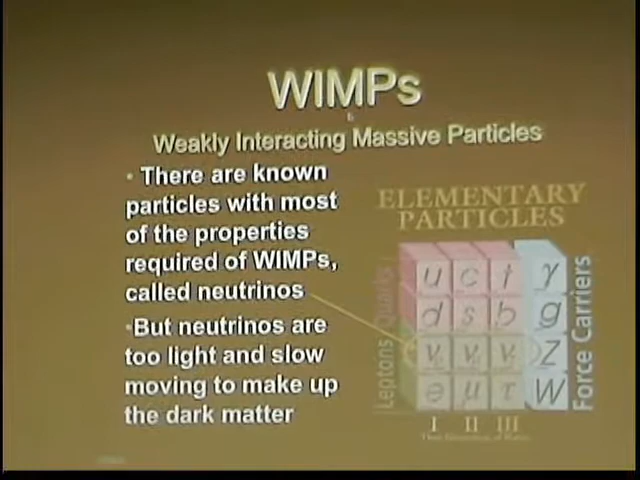 WIMPs
Weakly Interacting Massive Particles
• There are known
particles with most
of the properties
required of WIMPs,
called neutrinos
•But neutrinos are
too light and slow
moving to make up
the dark matter
ELEMENTARY
PARTICLES
Quarks
Leptons
u c t γ
d s b g
ν ν ν Z
e μ τ W
Force Carriers
I II III